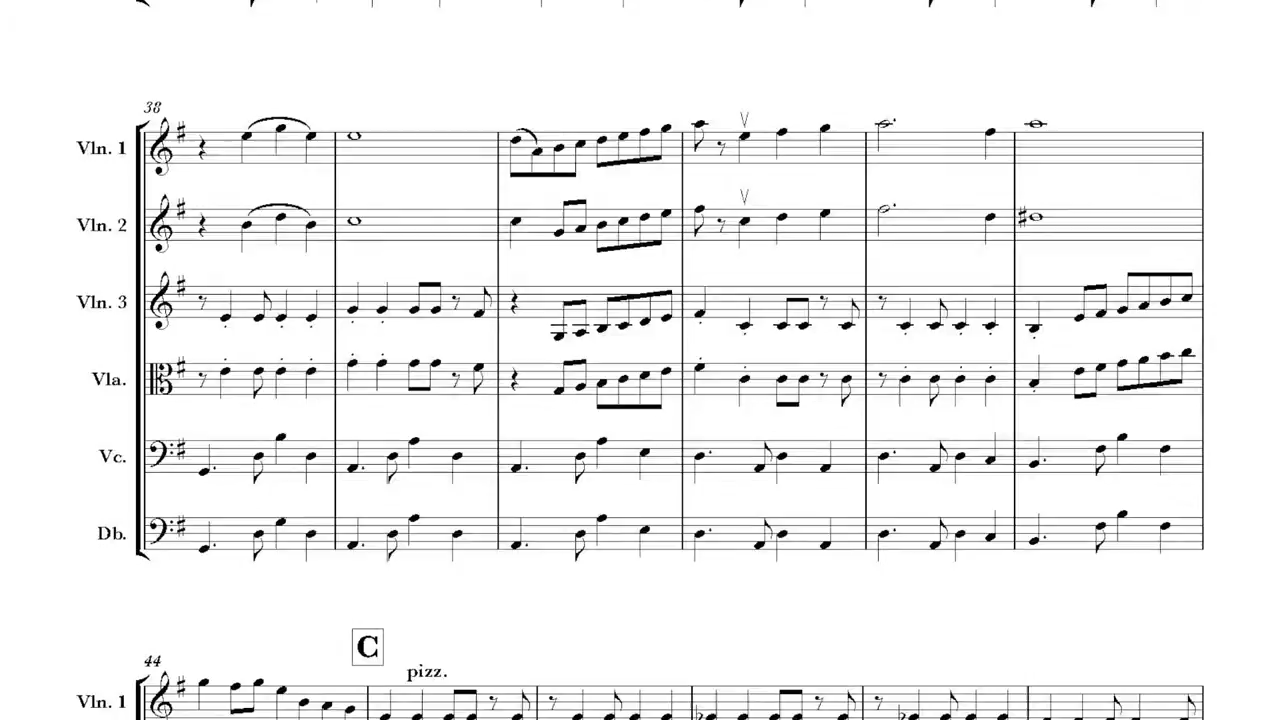 38
Vln. 1
Vln. 2
Vln. 3
Vla.
Vc.
Db.
C
44
pizz.
Vln. 1